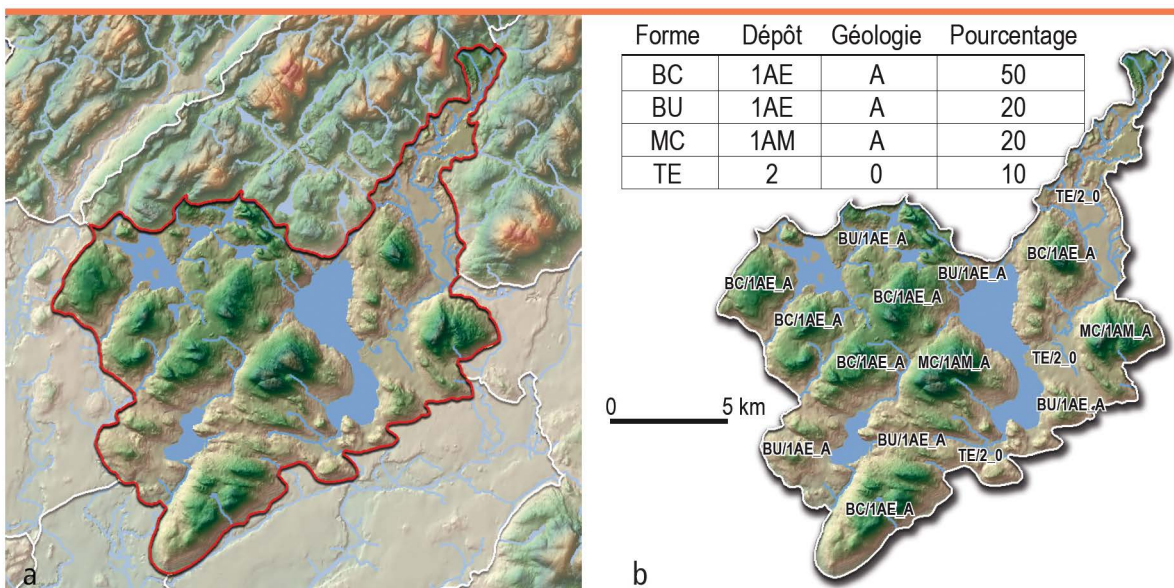 Forme Dépôt Géologie Pourcentage
BC 1AE A 50
BU 1AE A 20
MC 1AM A 20
TE 2 0 10
TE/2_0
BU/1AE_A
BC/1AE_A
BU/1AE_A
BC/1AE_A
BC/1AE_A
BC/1AE_A
MC/1AM_A
BC/1AE_A
MC/1AM_A
TE/2_0
0 5 km
BU/1AE_A
BU/1AE_A
BU/1AE_A
TE/2_0
BC/1AE_A
a
b